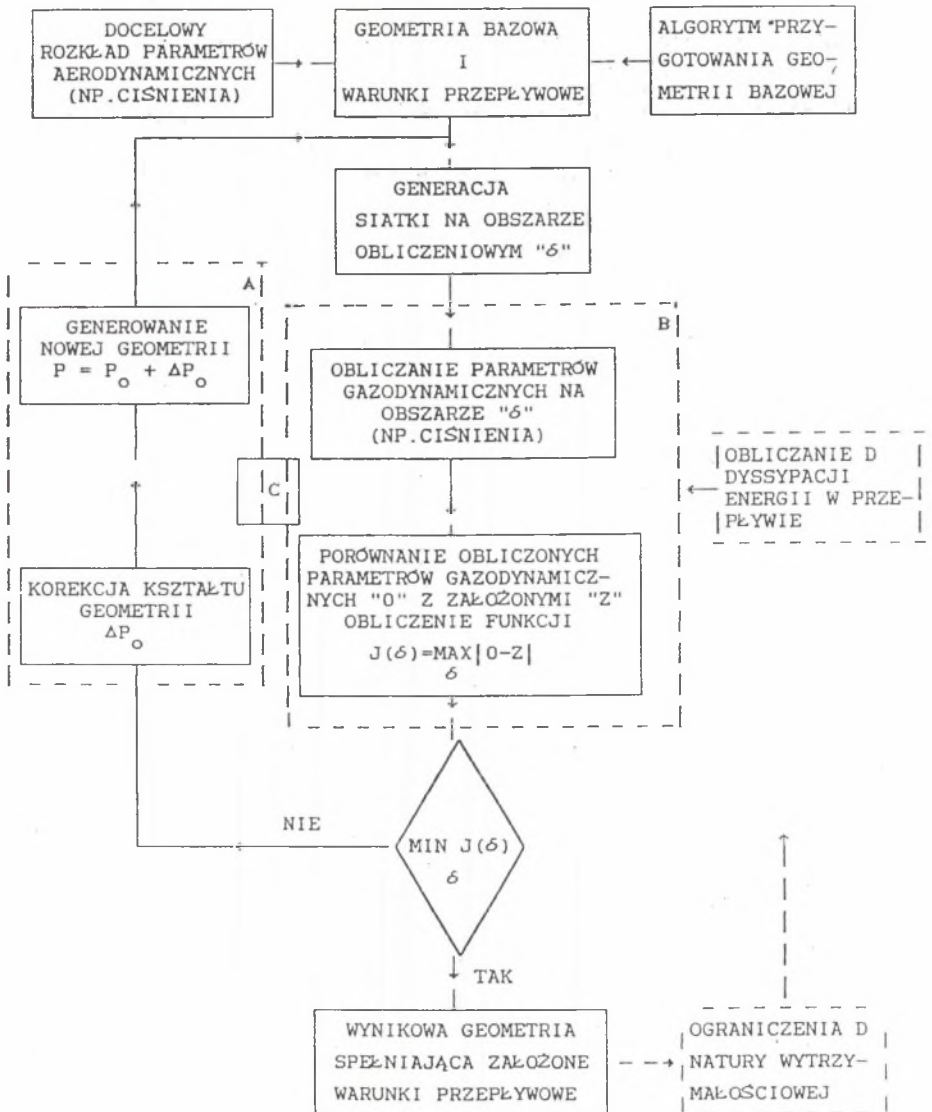 DOCELOWY
ROZKŁAD PARAMETRÓW
AERODYNAMICZNYCH
(NP.CIŚNIENIA)
GEOMETRIA BAZOWA
I
WARUNKI PRZEPŁYWOWE
ALGORYTM PRZY-
GOTOWANIA GEO-
METRII BAZOWEJ
GENERACJA
SIATKI NA OBSZARZE
OBLICZENIOWYM "δ"
A
GENEROWANIE
NOWEJ GEOMETRII
P = P₀ + ΔP₀
B
OBLICZANIE PARAMETRÓW
GAZODYNAMICZNYCH NA
OBSZARZE "δ"
(NP.CIŚNIENIA)
C
OBLICZANIE D
DYSSYPACJI
ENERGII W PRZE-
PŁYWIE
KOREKCJA KSZTAŁTU
GEOMETRII
ΔP₀
PORÓWNANIE OBLICZONYCH
PARAMETRÓW GAZODYNAMICZ-
NYCH "O" Z ZAŁOŻONYMI "Z"
OBLICZENIE FUNKCJI
J(δ)=MAX|O-Z|
δ
NIE
MIN J(δ)
δ
TAK
WYNIKOWA GEOMETRIA
SPEŁNIAJĄCA ZAŁOŻONE
WARUNKI PRZEPŁYWOWE
OGRANICZENIA D
NATURY WYTRZY-
MAŁOŚCIOWEJ